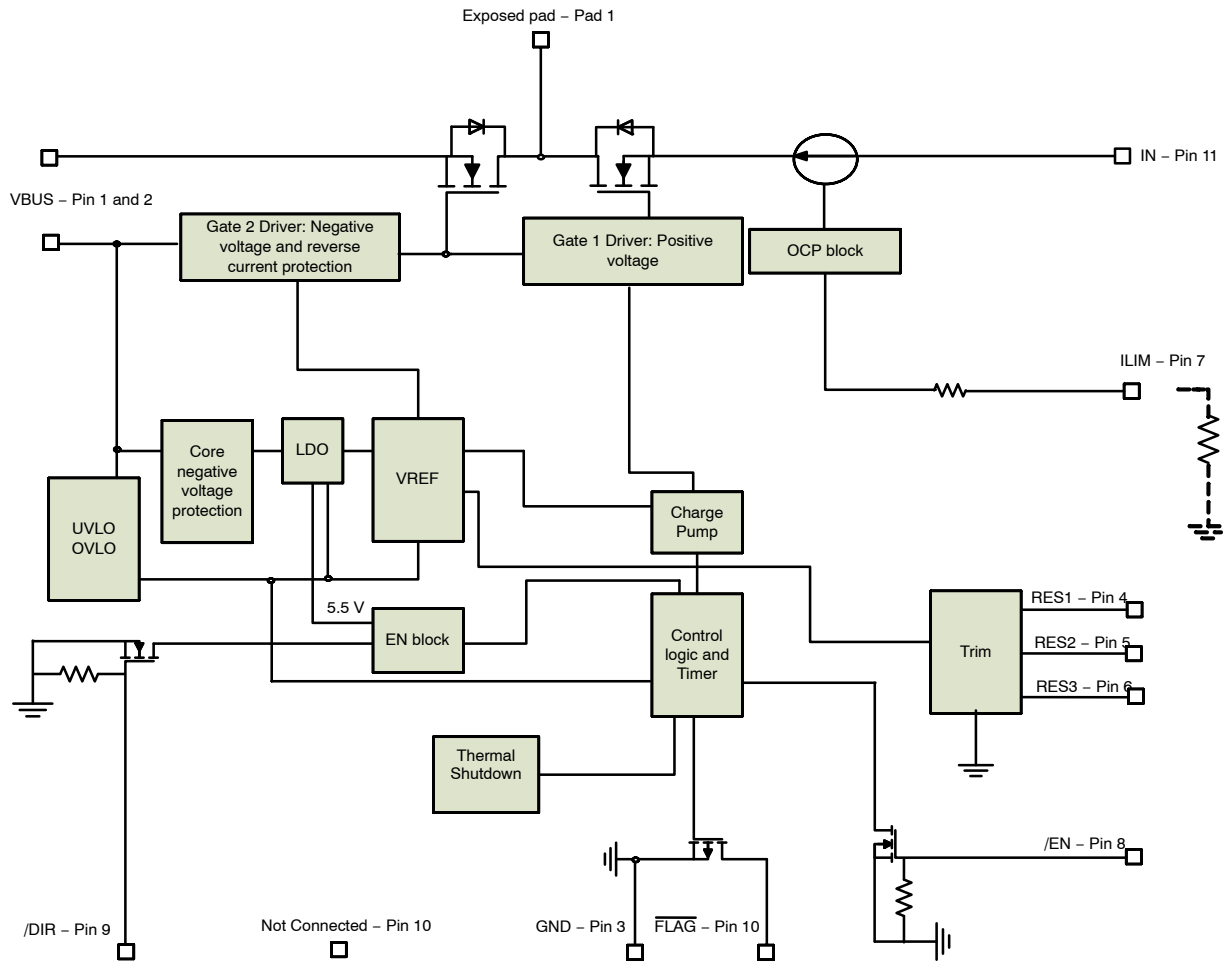 Exposed pad – Pad 1
IN – Pin 11
VBUS – Pin 1 and 2
Gate 2 Driver: Negative
voltage and reverse
current protection
Gate 1 Driver: Positive
voltage
OCP block
ILIM – Pin 7
Core
negative
voltage
protection
LDO
VREF
UVLO
OVLO
Charge
Pump
5.5 V
EN block
Control
logic and
Timer
Trim
RES1 – Pin 4
RES2 – Pin 5
RES3 – Pin 6
Thermal
Shutdown
/EN – Pin 8
/DIR – Pin 9
Not Connected – Pin 10
GND – Pin 3
FLAG – Pin 10